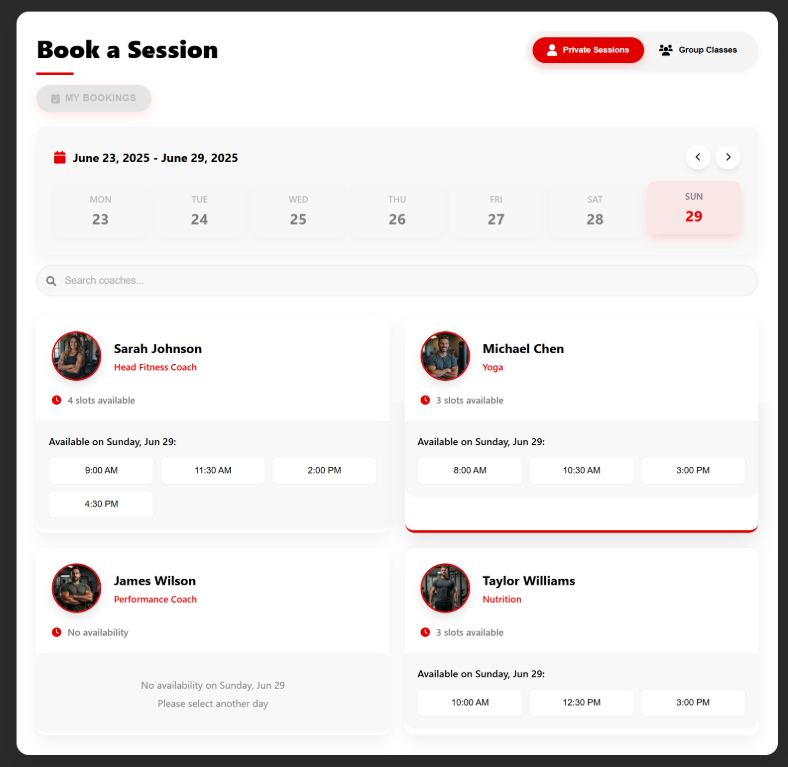 Book a Session
Private Sessions
Group Classes
MY BOOKINGS
June 23, 2025 - June 29, 2025
MON TUE WED THU FRI SAT SUN
23 24 25 26 27 28 29
Search coaches...
Sarah Johnson
Head Fitness Coach
4 slots available
Available on Sunday, Jun 29:
9:00 AM 11:30 AM 2:00 PM
4:30 PM
Michael Chen
Yoga
3 slots available
Available on Sunday, Jun 29:
8:00 AM 10:30 AM 3:00 PM
James Wilson
Performance Coach
No availability
No availability on Sunday, Jun 29
Please select another day
Taylor Williams
Nutrition
3 slots available
Available on Sunday, Jun 29:
10:00 AM 12:30 PM 3:00 PM